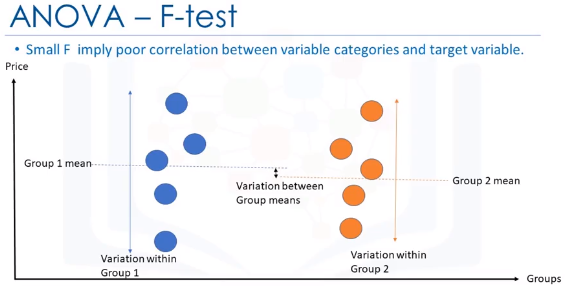 ANOVA – F-test
• Small F imply poor correlation between variable categories and target variable.
Price
Group 1 mean
Variation between
Group means
Group 2 mean
Variation within
Group 1
Variation within
Group 2
Groups